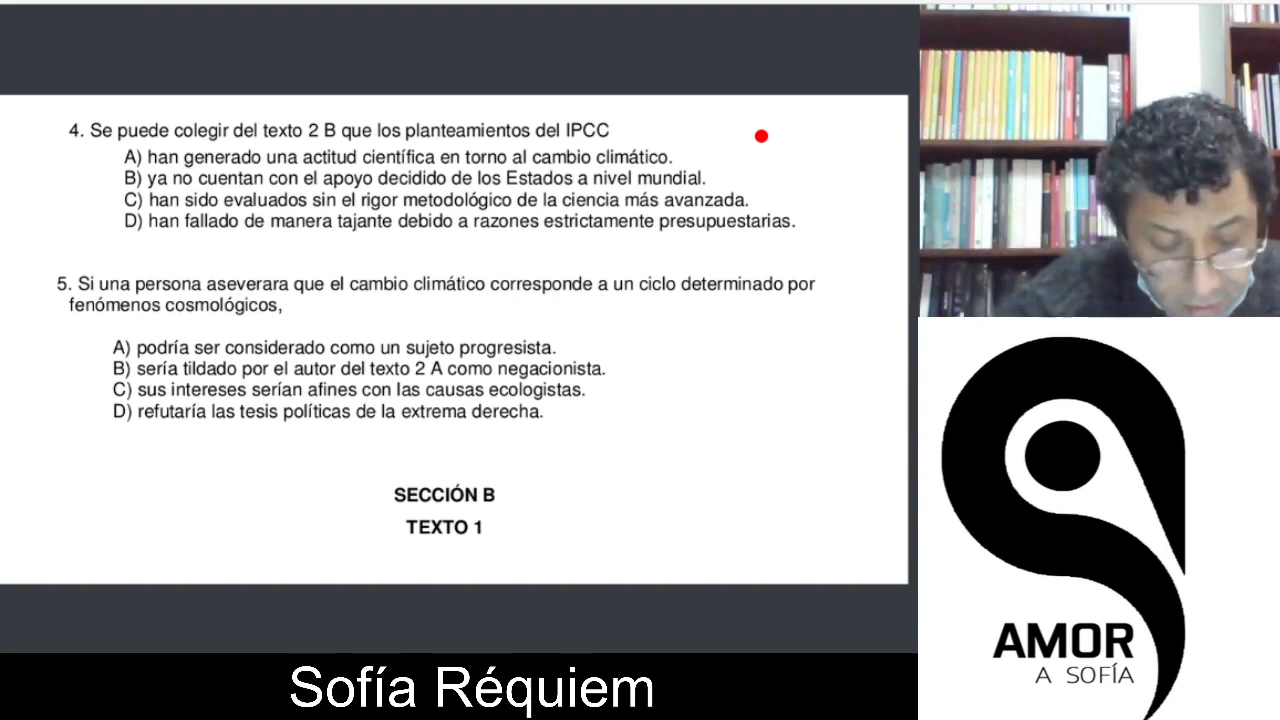 4. Se puede colegir del texto 2 B que los planteamientos del IPCC
A) han generado una actitud científica en torno al cambio climático.
B) ya no cuentan con el apoyo decidido de los Estados a nivel mundial.
C) han sido evaluados sin el rigor metodológico de la ciencia más avanzada.
D) han fallado de manera tajante debido a razones estrictamente presupuestarias.
5. Si una persona aseverara que el cambio climático corresponde a un ciclo determinado por
fenómenos cosmológicos,
A) podría ser considerado como un sujeto progresista.
B) sería tildado por el autor del texto 2 A como negacionista.
C) sus intereses serían afines con las causas ecologistas.
D) refutaría las tesis políticas de la extrema derecha.
SECCIÓN B
TEXTO 1
AMOR
A SOFÍA
Sofía Réquiem